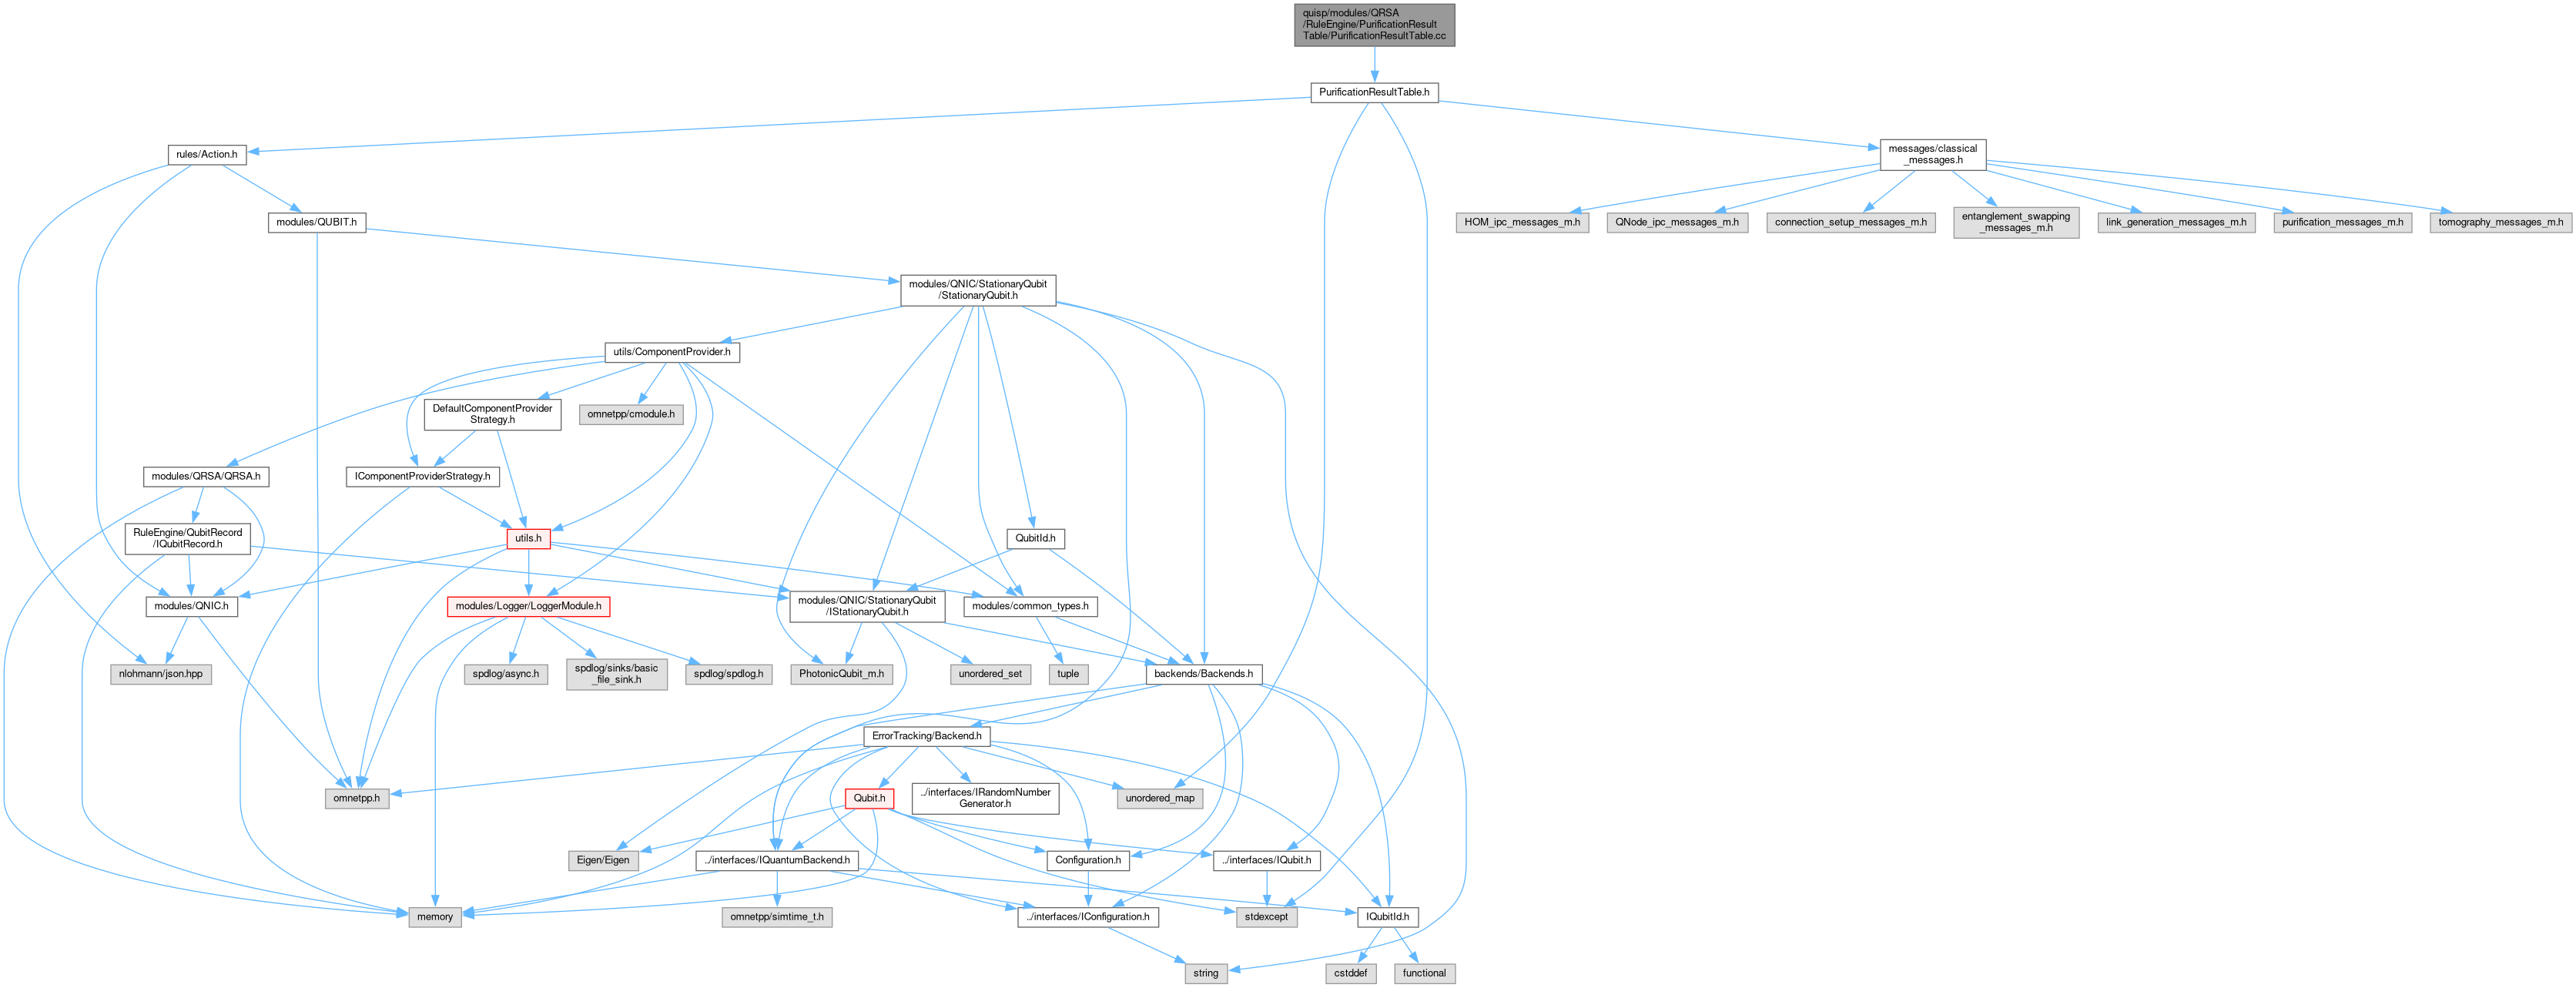 quisp/modules/QRSA
/RuleEngine/PurificationResult
Table/PurificationResultTable.cc
PurificationResultTable.h
rules/Action.h
messages/classical
_messages.h
modules/QUBIT.h
HOM_ipc_messages_m.h
QNode_ipc_messages_m.h
connection_setup_messages_m.h
entanglement_swapping
_messages_m.h
link_generation_messages_m.h
purification_messages_m.h
tomography_messages_m.h
modules/QNIC/StationaryQubit
/StationaryQubit.h
utils/ComponentProvider.h
DefaultComponentProvider
Strategy.h
omnetpp/cmodule.h
modules/QRSA/QRSA.h
IComponentProviderStrategy.h
RuleEngine/QubitRecord
/IQubitRecord.h
utils.h
QubitId.h
modules/QNIC.h
modules/Logger/LoggerModule.h
modules/QNIC/StationaryQubit
/IStationaryQubit.h
modules/common_types.h
nlohmann/json.hpp
spdlog/async.h
spdlog/sinks/basic
_file_sink.h
spdlog/spdlog.h
PhotonicQubit_m.h
unordered_set
tuple
backends/Backends.h
ErrorTracking/Backend.h
omnetpp.h
Qubit.h
../interfaces/IRandomNumber
Generator.h
unordered_map
Eigen/Eigen
../interfaces/IQuantumBackend.h
Configuration.h
../interfaces/IQubit.h
memory
omnetpp/simtime_t.h
../interfaces/IConfiguration.h
stdexcept
IQubitId.h
string
cstddef
functional